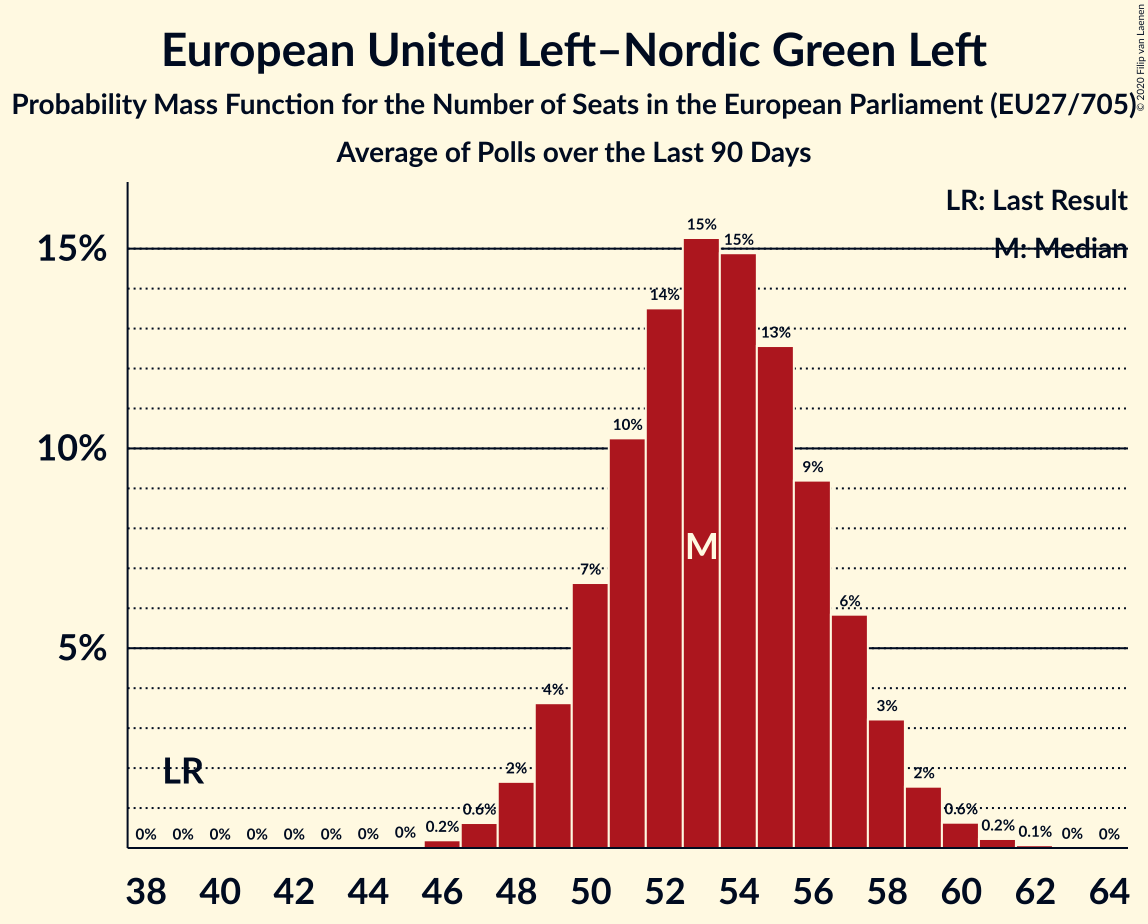 European United Left–Nordic Green Left
Probability Mass Function for the Number of Seats in the European Parliament (EU27/705)
Average of Polls over the Last 90 Days
© 2020 Filip van Laenen
LR: Last Result
M: Median
15%
10%
5%
15%
15%
14%
13%
10%
9%
7%
6%
4%
3%
2%
2%
0.6%
0.6%
0.2%
0.2%
0.1%
M
LR
0% 0% 0% 0% 0% 0% 0% 0% 0% 0%
38 40 42 44 46 48 50 52 54 56 58 60 62 64